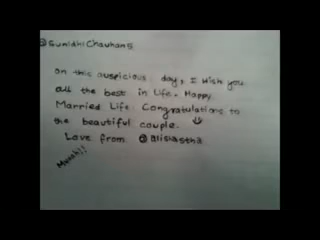 @SunidhiChauhan5
on this auspicious day, I wish you
all the best in Life. Happy
Married Life. Congratulations to
the beautiful couple.
Love from
Muaah!!